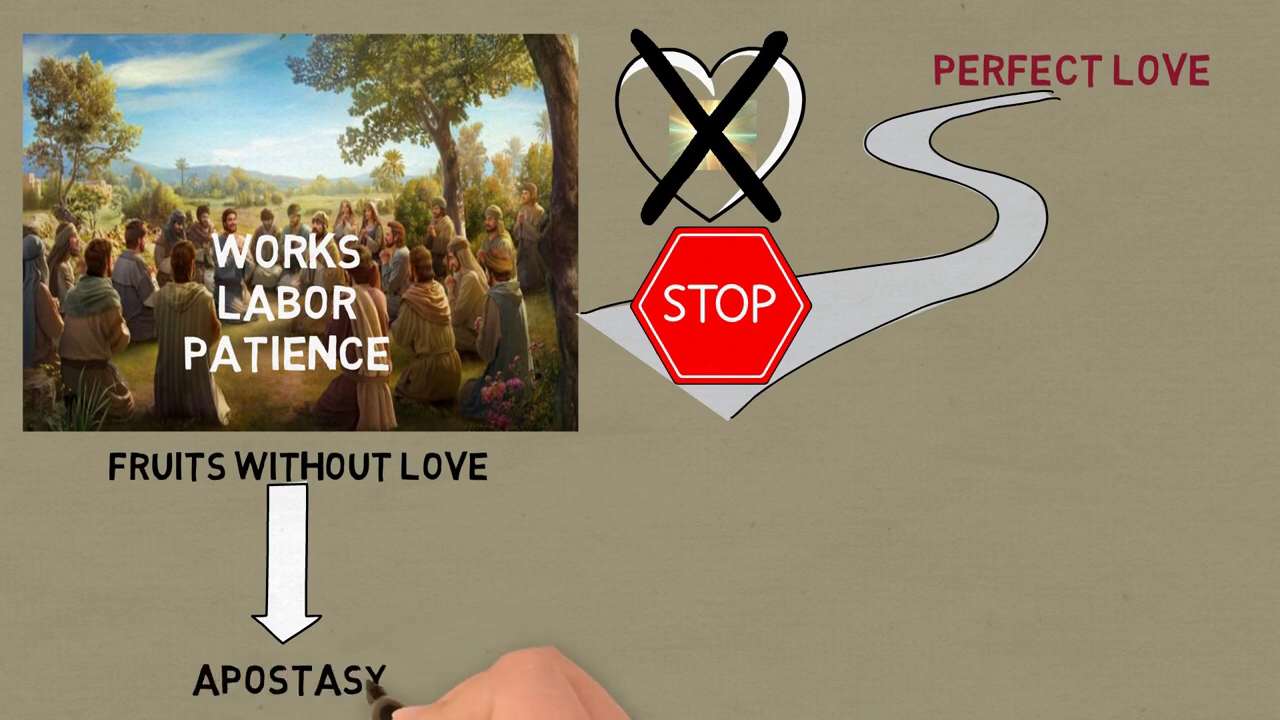 PERFECT LOVE
WORKS
LABOR
PATIENCE
STOP
FRUITS WITHOUT LOVE
APOSTASY